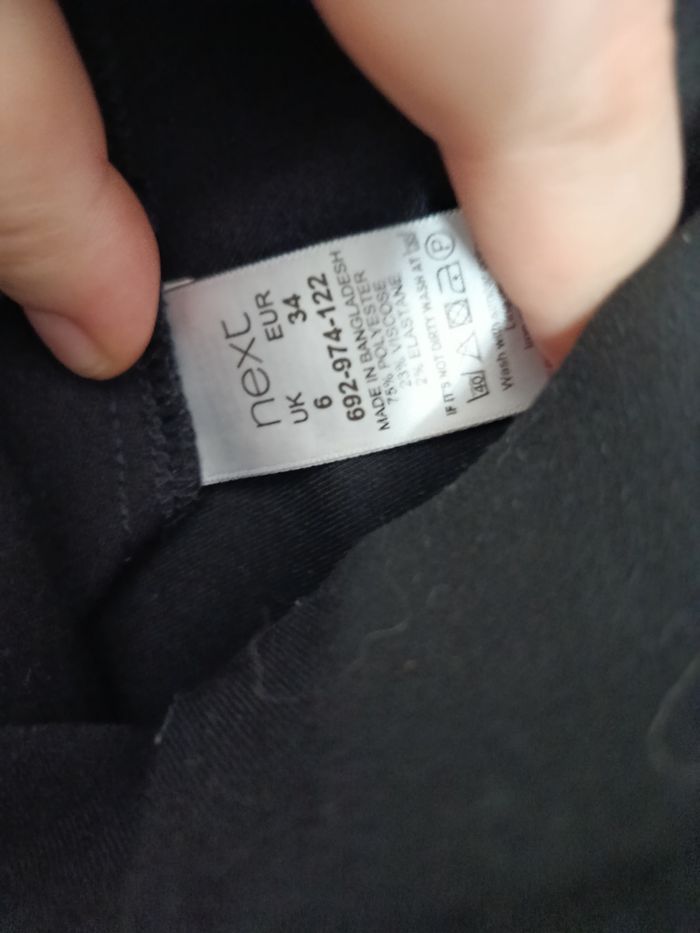 next
UK EUR
6 34
692-974-122
MADE IN BANGLADESH
75% POLYESTER
23% VISCOSE
2% ELASTANE
IF IT'S NOT DIRTY WASH AT
40 P
Wash